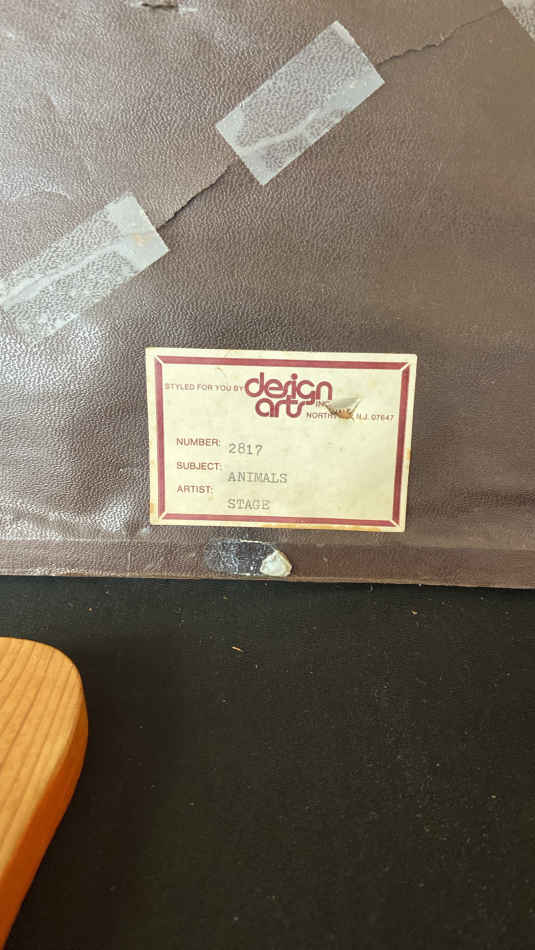 STYLED FOR YOU BY design
arts INC.
N.J. 07647
NUMBER: 2817
SUBJECT: ANIMALS
ARTIST: STAGE